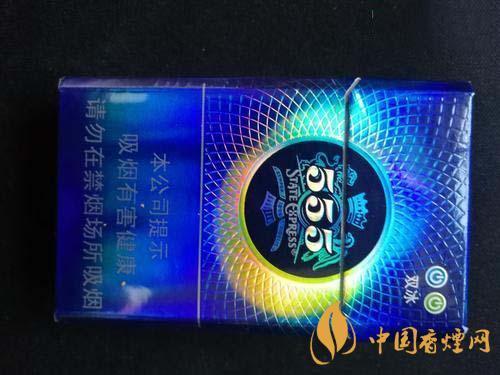 双冰
555
STATE EXPRESS
本公司提示
吸烟有害健康
请勿在禁烟场所吸烟
中国香烟网